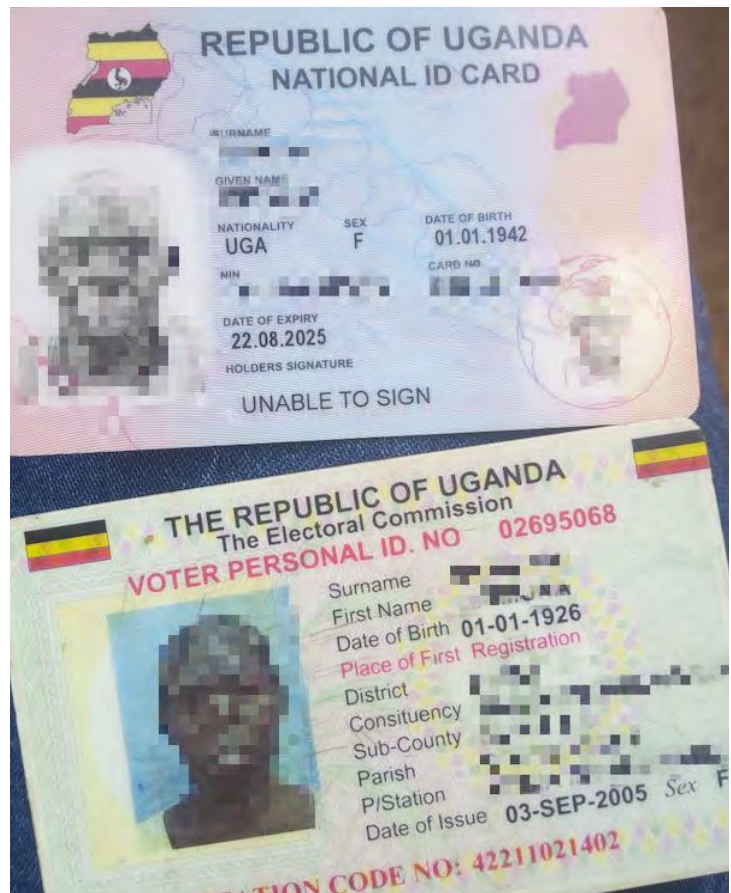 REPUBLIC OF UGANDA
NATIONAL ID CARD
SURNAME
GIVEN NAME
NATIONALITY SEX DATE OF BIRTH
UGA F 01.01.1942
NIN CARD NO
DATE OF EXPIRY
22.08.2025
HOLDERS SIGNATURE
UNABLE TO SIGN
THE REPUBLIC OF UGANDA
The Electoral Commission
VOTER PERSONAL ID. NO 02695068
Surname
First Name
Date of Birth 01-01-1926
Place of First Registration
District
Consituency
Sub-County
Parish
P/Station
Date of Issue 03-SEP-2005 Sex F
CODE NO: 42211021402